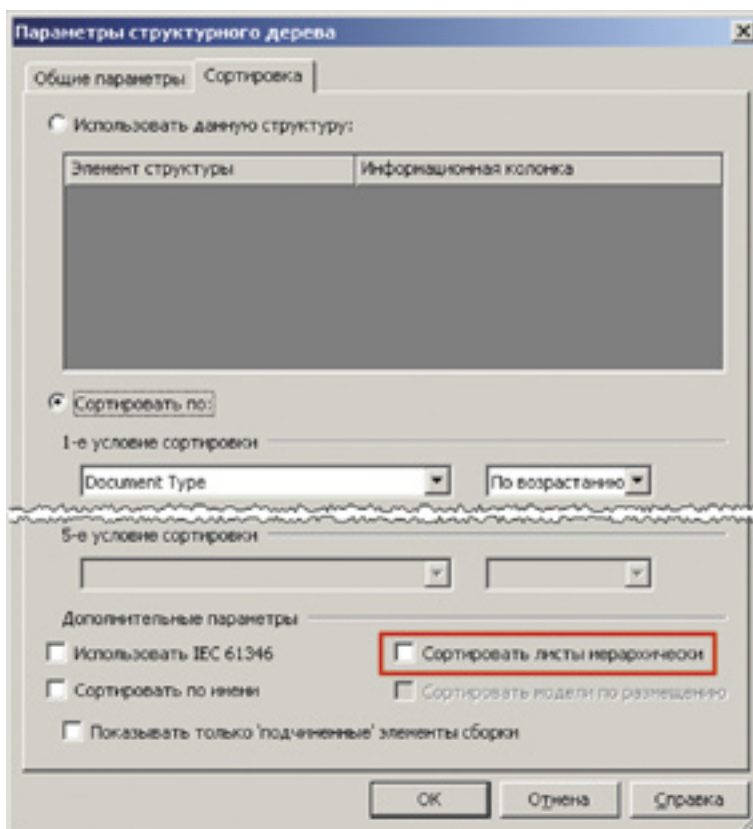 Параметры структурного дерева
Общие параметры Сортировка
Использовать данную структуру:
Элемент структуры Информационная колонка
Сортировать по:
1-е условие сортировки
Document Type По возрастанию
5-е условие сортировки
Дополнительные параметры
Использовать IEC 61346 Сортировать листы иерархически
Сортировать по имени Сортировать модели по размещению
Показывать только 'подчиненные' элементы сборки
OK Отмена Справка